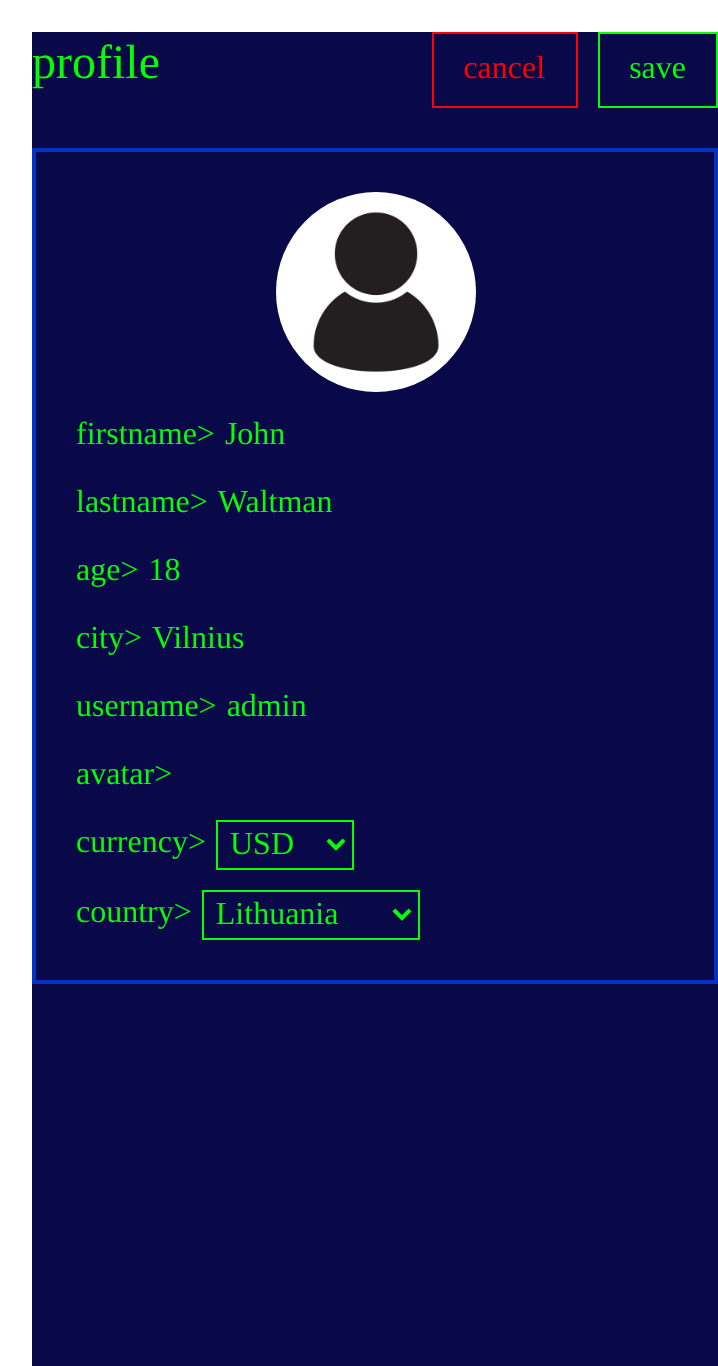 profile cancel save
firstname> John
lastname> Waltman
age> 18
city> Vilnius
username> admin
avatar>
currency> USD
country> Lithuania